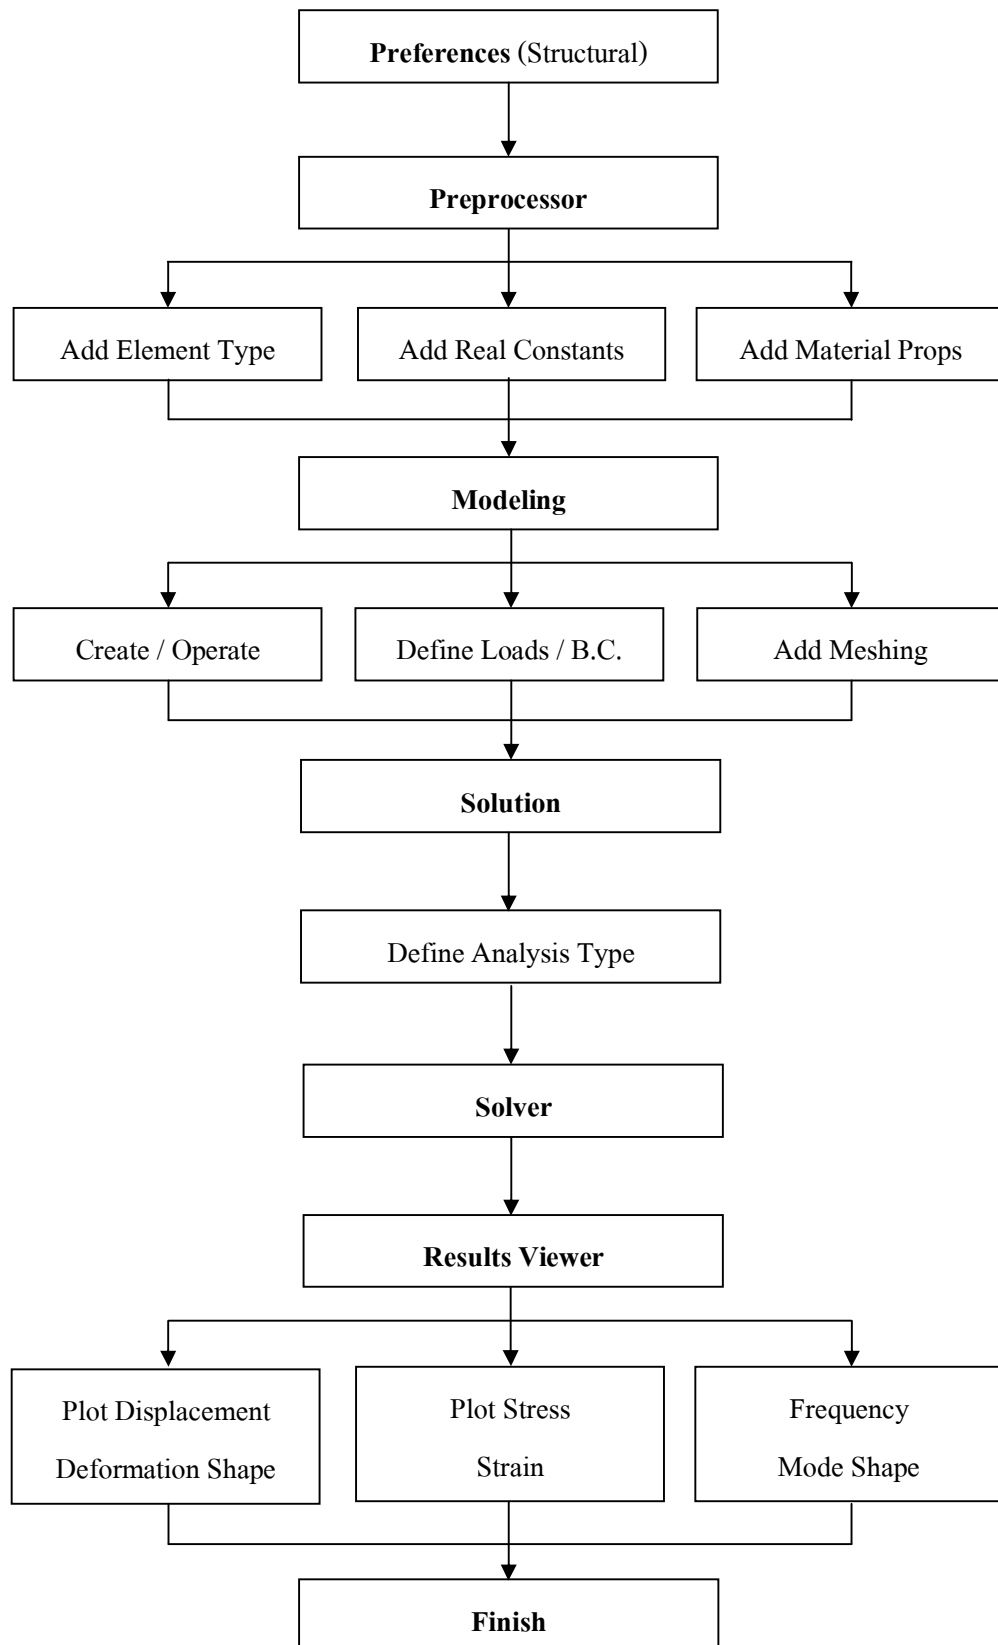 Preferences (Structural)
Preprocessor
Add Element Type
Add Real Constants
Add Material Props
Modeling
Create / Operate
Define Loads / B.C.
Add Meshing
Solution
Define Analysis Type
Solver
Results Viewer
Plot Displacement
Deformation Shape
Plot Stress
Strain
Frequency
Mode Shape
Finish